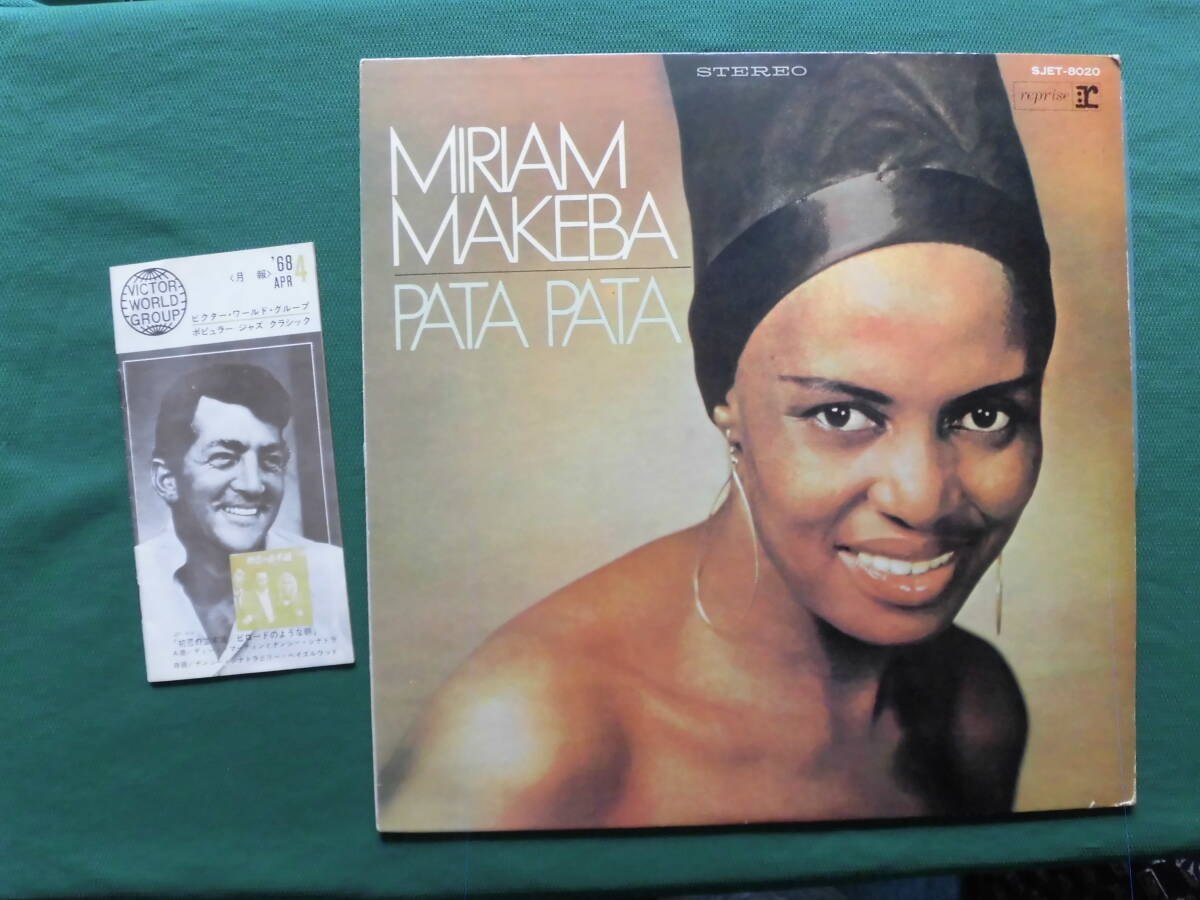 VICTOR
WORLD
GROUP
〈月 報〉
'68
APR
4
ビクター・ワールド・グループ
ポピュラー ジャズ クラシック
ビロードのような朝」
STEREO
SJET-8020
reprise r:
MIRIAM
MAKEBA
PATA PATA